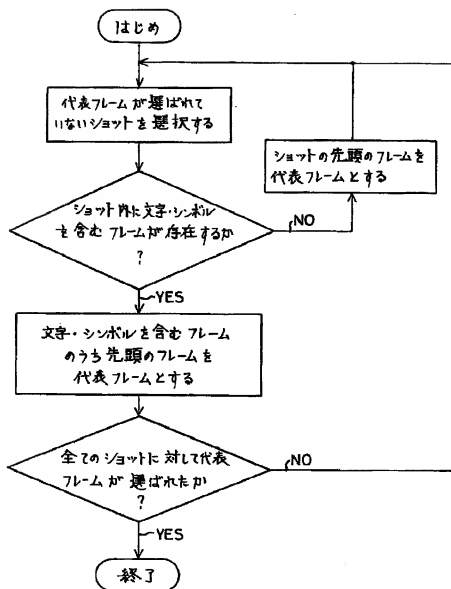 はじめ
代表フレームが選ばれて
いないショットを選択する
ショットの先頭のフレームを
代表フレームとする
ショット内に文字・シンボル
を含むフレームが存在するか
?
NO
YES
文字・シンボルを含むフレーム
のうち先頭のフレームを
代表フレームとする
全てのショットに対して代表
フレームが選ばれたか
?
NO
YES
終了